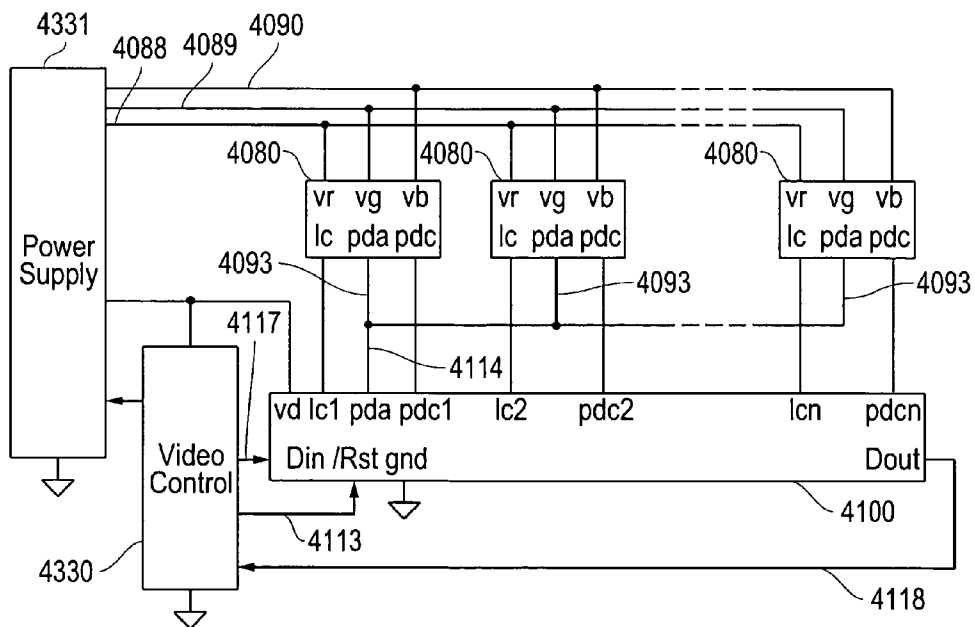 4331
4088
4089
4090
4080
4080
4080
vr vg vb
vr vg vb
vr vg vb
lc pda pdc
lc pda pdc
lc pda pdc
Power
Supply
4093
4093
4093
4117
4114
vd lc1 pda pdc1 lc2 pdc2 lcn pdcn
Video
Control
Din /Rst gnd
Dout
4113
4100
4330
4118